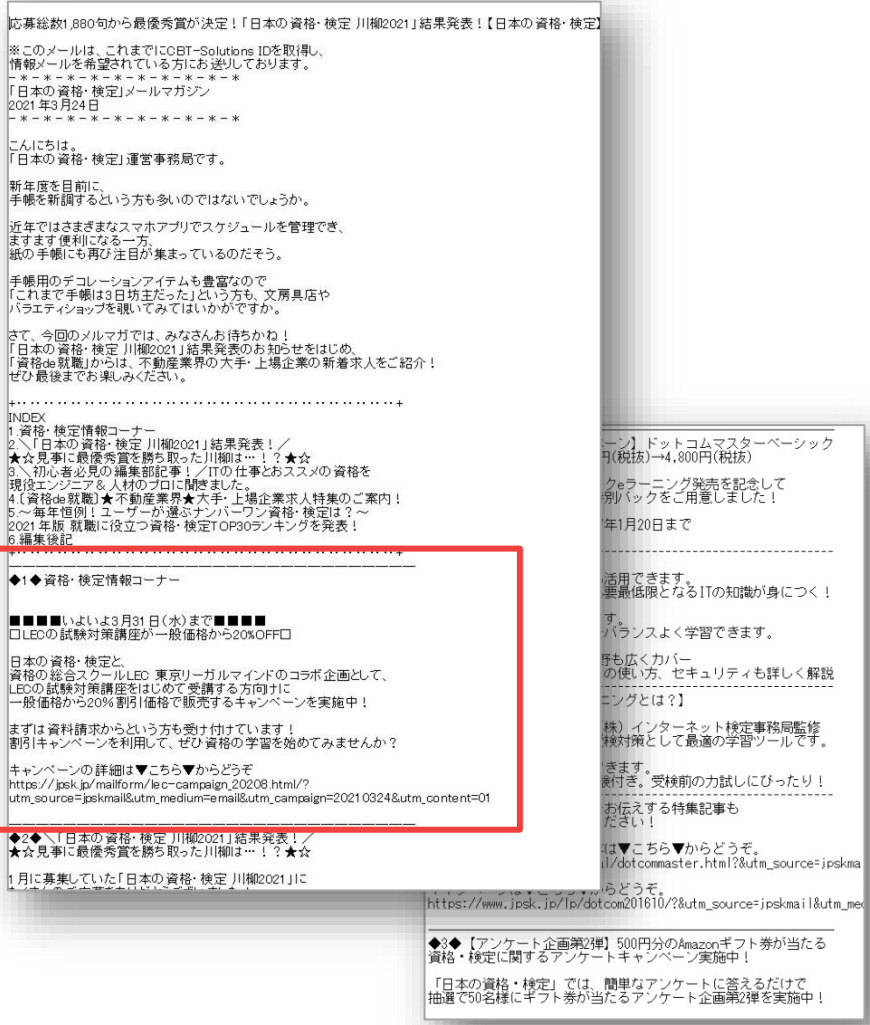 応募総数1,880句から最優秀賞が決定！「日本の資格・検定 川柳2021」結果発表！【日本の資格・検定】
※このメールは、これまでにCBT-Solutions IDを取得し、
情報メールを希望されている方にお送りしております。
-*-*-*-*-*-*-*-*-*-*-*
「日本の資格・検定」メールマガジン
2021年3月24日
-*-*-*-*-*-*-*-*-*-*-*
こんにちは。
「日本の資格・検定」運営事務局です。
新年度を目前に、
手帳を新調するという方も多いのではないでしょうか。
近年ではさまざまなスマホアプリでスケジュールを管理でき、
ますます便利になる一方、
紙の手帳にも再び注目が集まっているのだそう。
手帳用のデコレーションアイテムも豊富なので
「これまで手帳は3日坊主だった」という方も、文房具店や
バラエティショップを覗いてみてはいかがですか。
さて、今回のメルマガでは、みなさんお待ちかね！
「日本の資格・検定 川柳2021」結果発表のお知らせをはじめ、
「資格de就職」からは、不動産業界の大手・上場企業の新着求人をご紹介！
ぜひ最後までお楽しみください。
INDEX
1.資格・検定情報コーナー
2.＼「日本の資格・検定 川柳2021」結果発表！／
★☆見事に最優秀賞を勝ち取った川柳は…！？★☆
3.＼初心者必見の編集部記事！／ITの仕事とおススメの資格を
現役エンジニア＆人材のプロに聞きました。
4.〔資格de就職〕★不動産業界★大手・上場企業求人特集のご案内！
5.～毎年恒例！ユーザーが選ぶナンバーワン資格・検定は？～
2021年版 就職に役立つ資格・検定TOP30ランキングを発表！
6.編集後記
◆1◆資格・検定情報コーナー
■■■■いよいよ3月31日(水)まで■■■■
□LECの試験対策講座が一般価格から20%OFF□
日本の資格・検定と、
資格の総合スクールLEC 東京リーガルマインドのコラボ企画として、
LECの試験対策講座をはじめて受講する方向けに
一般価格から20%割引価格で販売するキャンペーンを実施中！
まずは資料請求からという方も受け付けています！
割引キャンペーンを利用して、ぜひ資格の学習を始めてみませんか？
キャンペーンの詳細は▼こちら▼からどうぞ
https://jpsk.jp/mailform/lec-campaign_20208.html/?
utm_source=jpskmail&utm_medium=email&utm_campaign=20210324&utm_content=01
◆2◆＼「日本の資格・検定 川柳2021」結果発表！／
★☆見事に最優秀賞を勝ち取った川柳は…！？★☆
1月に募集していた「日本の資格・検定 川柳2021」に
ーン】ドットコムマスターベーシック
円(税抜)→4,800円(税抜)
クeラーニング発売を記念して
別パックをご用意しました！
年1月20日まで
活用できます。
要最低限となるITの知識が身につく！
す。
バランスよく学習できます。
野も広くカバー
の使い方、セキュリティも詳しく解説
ニングとは？】
(株) インターネット検定事務局監修
検対策として最適の学習ツールです。
できます。
険付き。受検前の力試しにぴったり！
お伝えする特集記事も
ださい！
は▼こちら▼からどうぞ。
l/dotcommaster.html?&utm_source=jpskma
らどうぞ。
https://www.jpsk.jp/lp/dotcom201610/?&utm_source=jpskmail&utm_med
◆3◆【アンケート企画第2弾】500円分のAmazonギフト券が当たる
資格・検定に関するアンケートキャンペーン実施中！
「日本の資格・検定」では、簡単なアンケートに答えるだけで
抽選で50名様にギフト券が当たるアンケート企画第2弾を実施中！